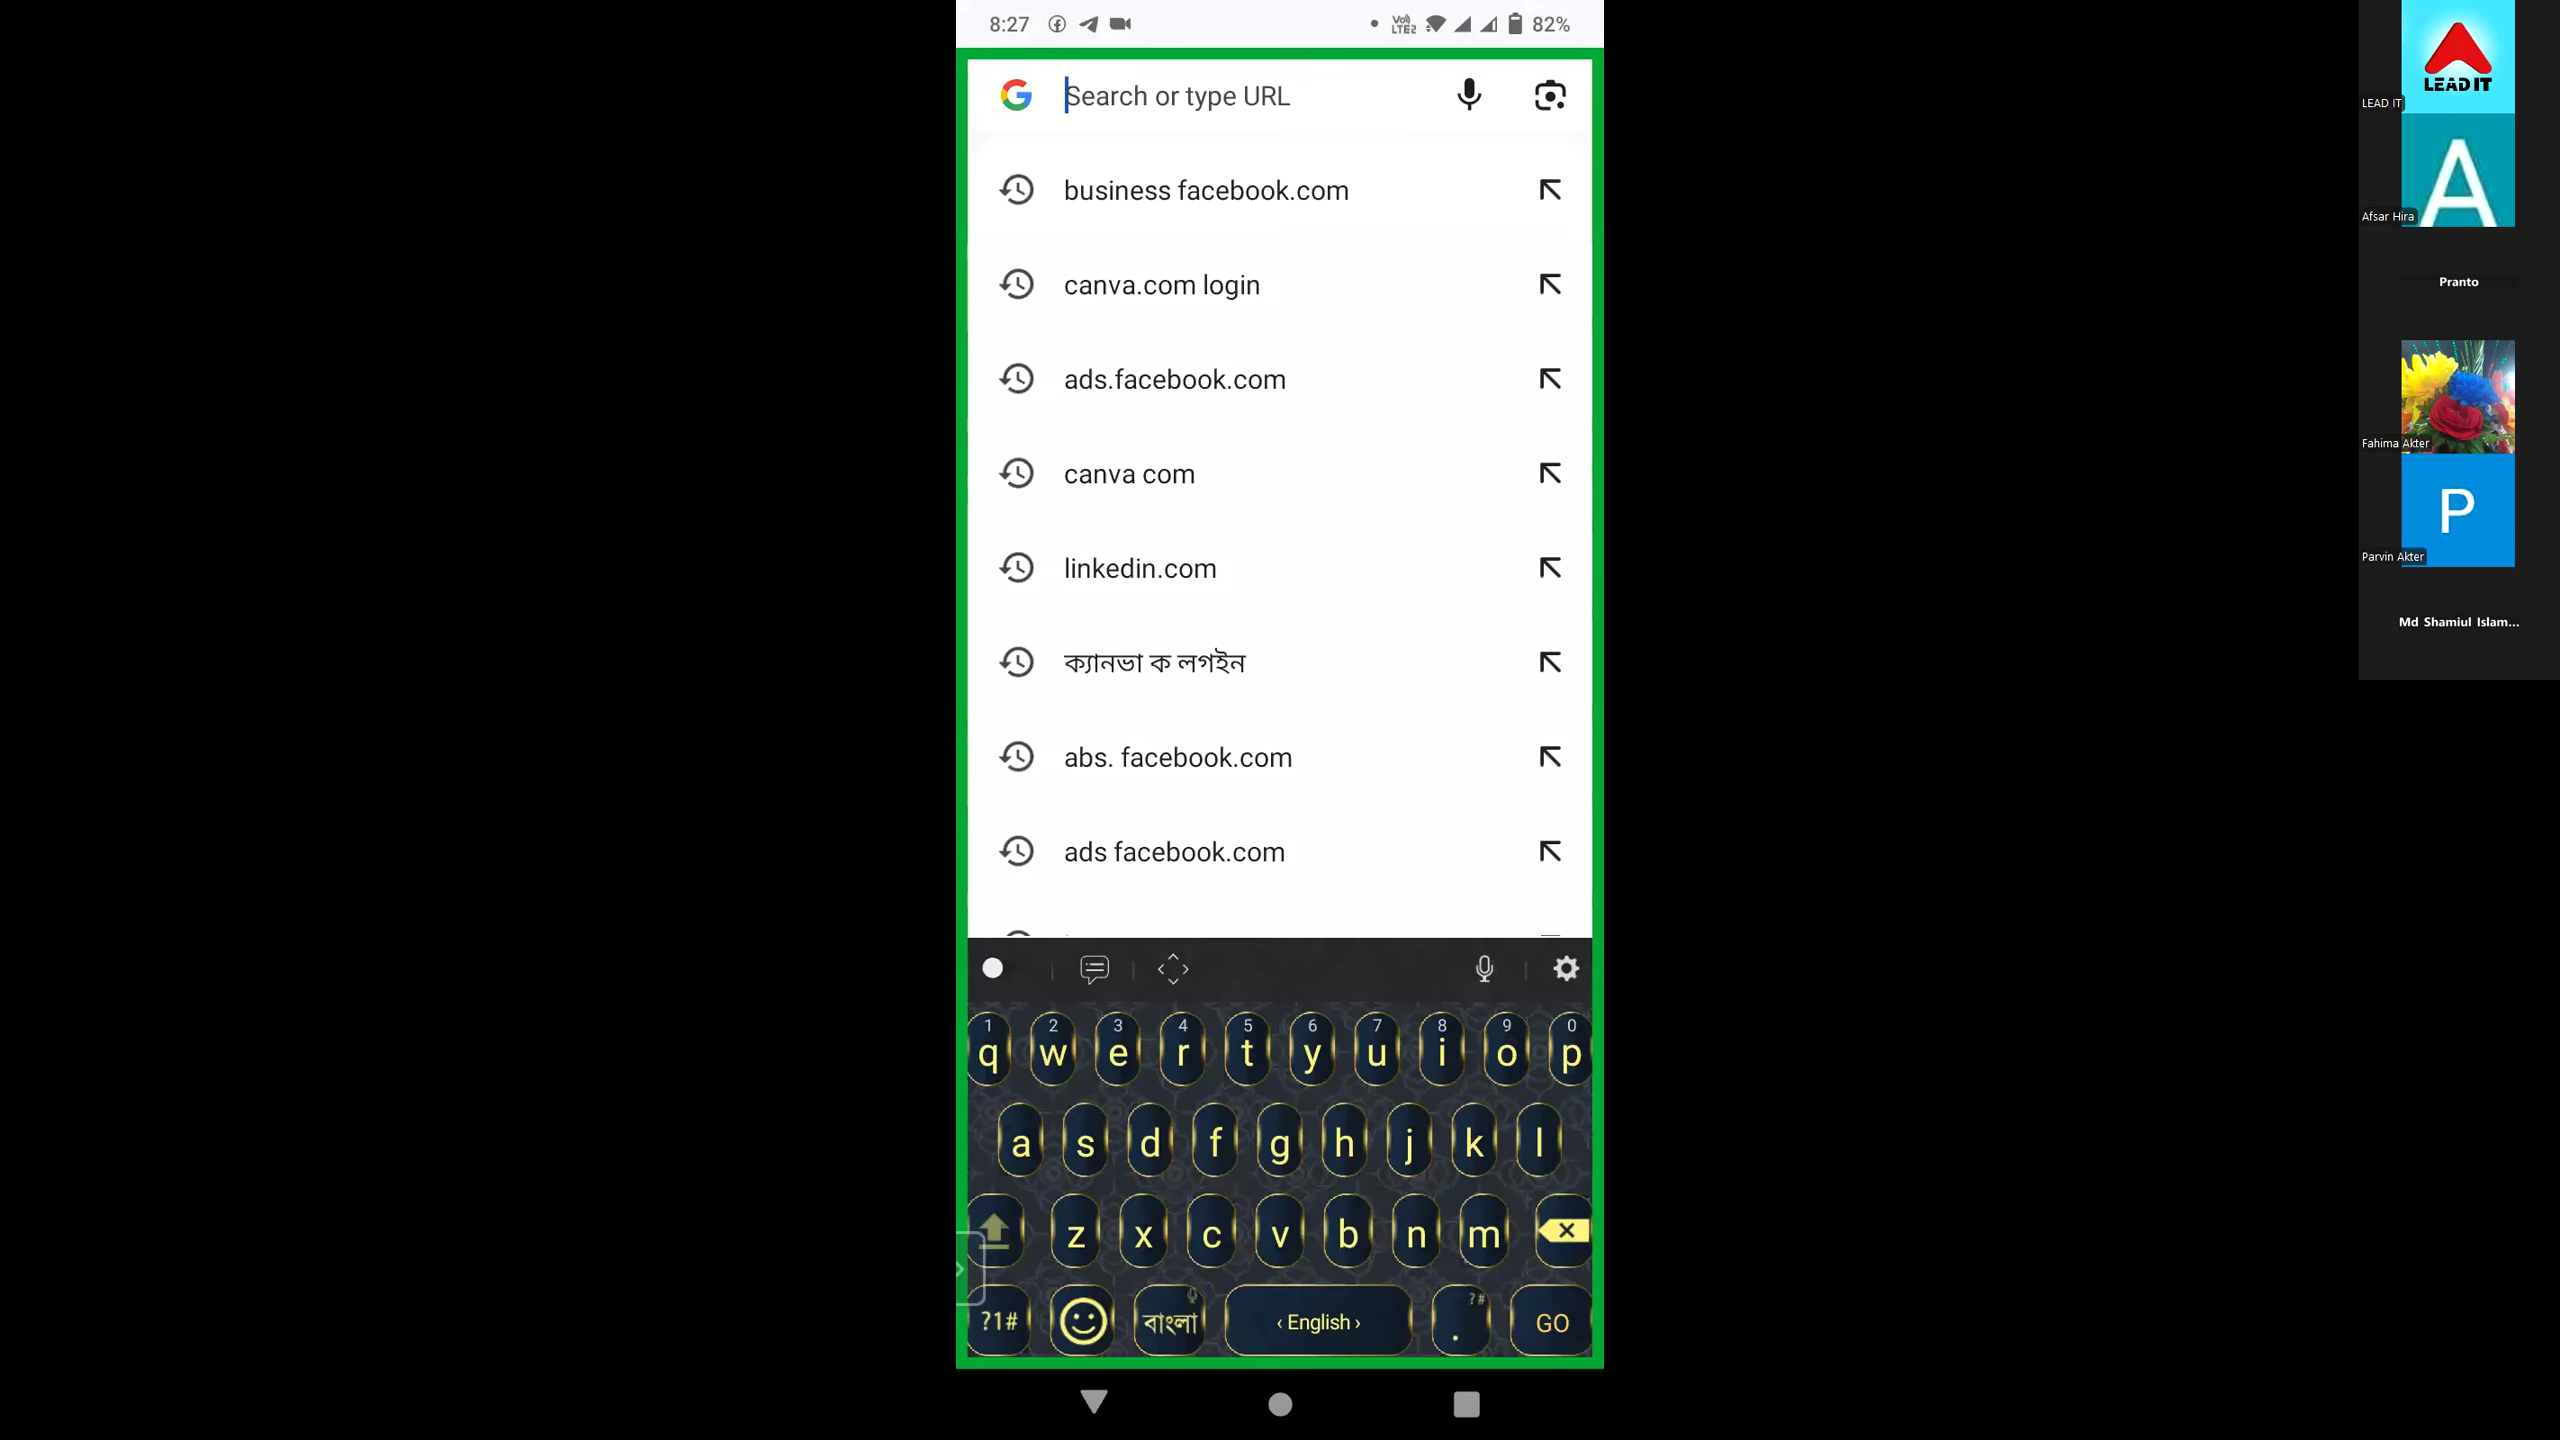 8:27
VoI) LTE2
82%
Search or type URL
business facebook.com
canva.com login
ads.facebook.com
canva com
linkedin.com
ক্যানভা ক লগইন
abs. facebook.com
ads facebook.com
1 2 3 4 5 6 7 8 9 0
q w e r t y u i o p
a s d f g h j k l
z x c v b n m
?1# বাংলা ‹ English › . ?# GO
LEAD IT
LEAD IT
A
Afsar Hira
Pranto
Fahima Akter
P
Parvin Akter
Md Shamiul Islam...